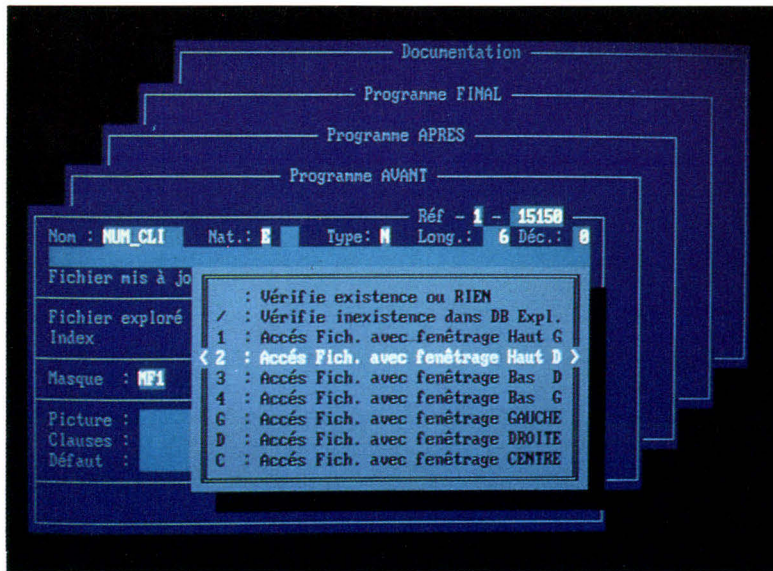 Documentation
Programme FINAL
Programme APRES
Programme AVANT
Réf - 1 - 15150
Nom : NUM_CLI Nat.: E Type: N Long.: 6 Déc.: 0
Fichier mis à jo
Fichier exploré
Index
Masque : MF1
Picture :
Clauses :
Défaut :
: Vérifie existence ou RIEN
/ : Vérifie inexistence dans DB Expl.
1 : Accés Fich. avec fenêtrage Haut G
< 2 : Accés Fich. avec fenêtrage Haut D >
3 : Accés Fich. avec fenêtrage Bas D
4 : Accés Fich. avec fenêtrage Bas G
G : Accés Fich. avec fenêtrage GAUCHE
D : Accés Fich. avec fenêtrage DROITE
C : Accés Fich. avec fenêtrage CENTRE